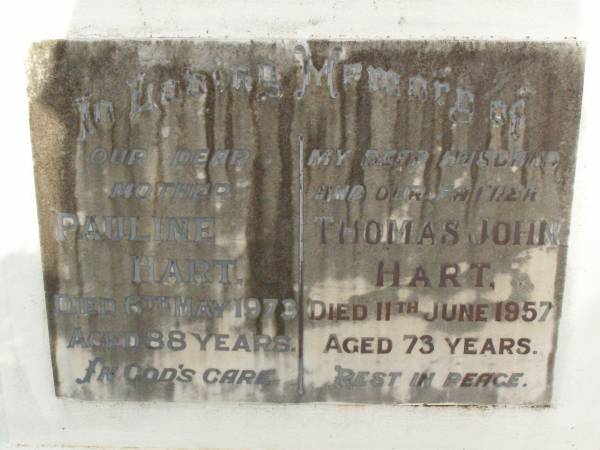 In Loving Memory of
OUR DEAR
MOTHER
PAULINE
HART,
DIED 6TH MAY 1973
AGED 88 YEARS.
IN GOD'S CARE
MY DEAR HUSBAND
AND OUR FATHER
THOMAS JOHN
HART,
DIED 11TH JUNE 1957
AGED 73 YEARS.
REST IN PEACE.